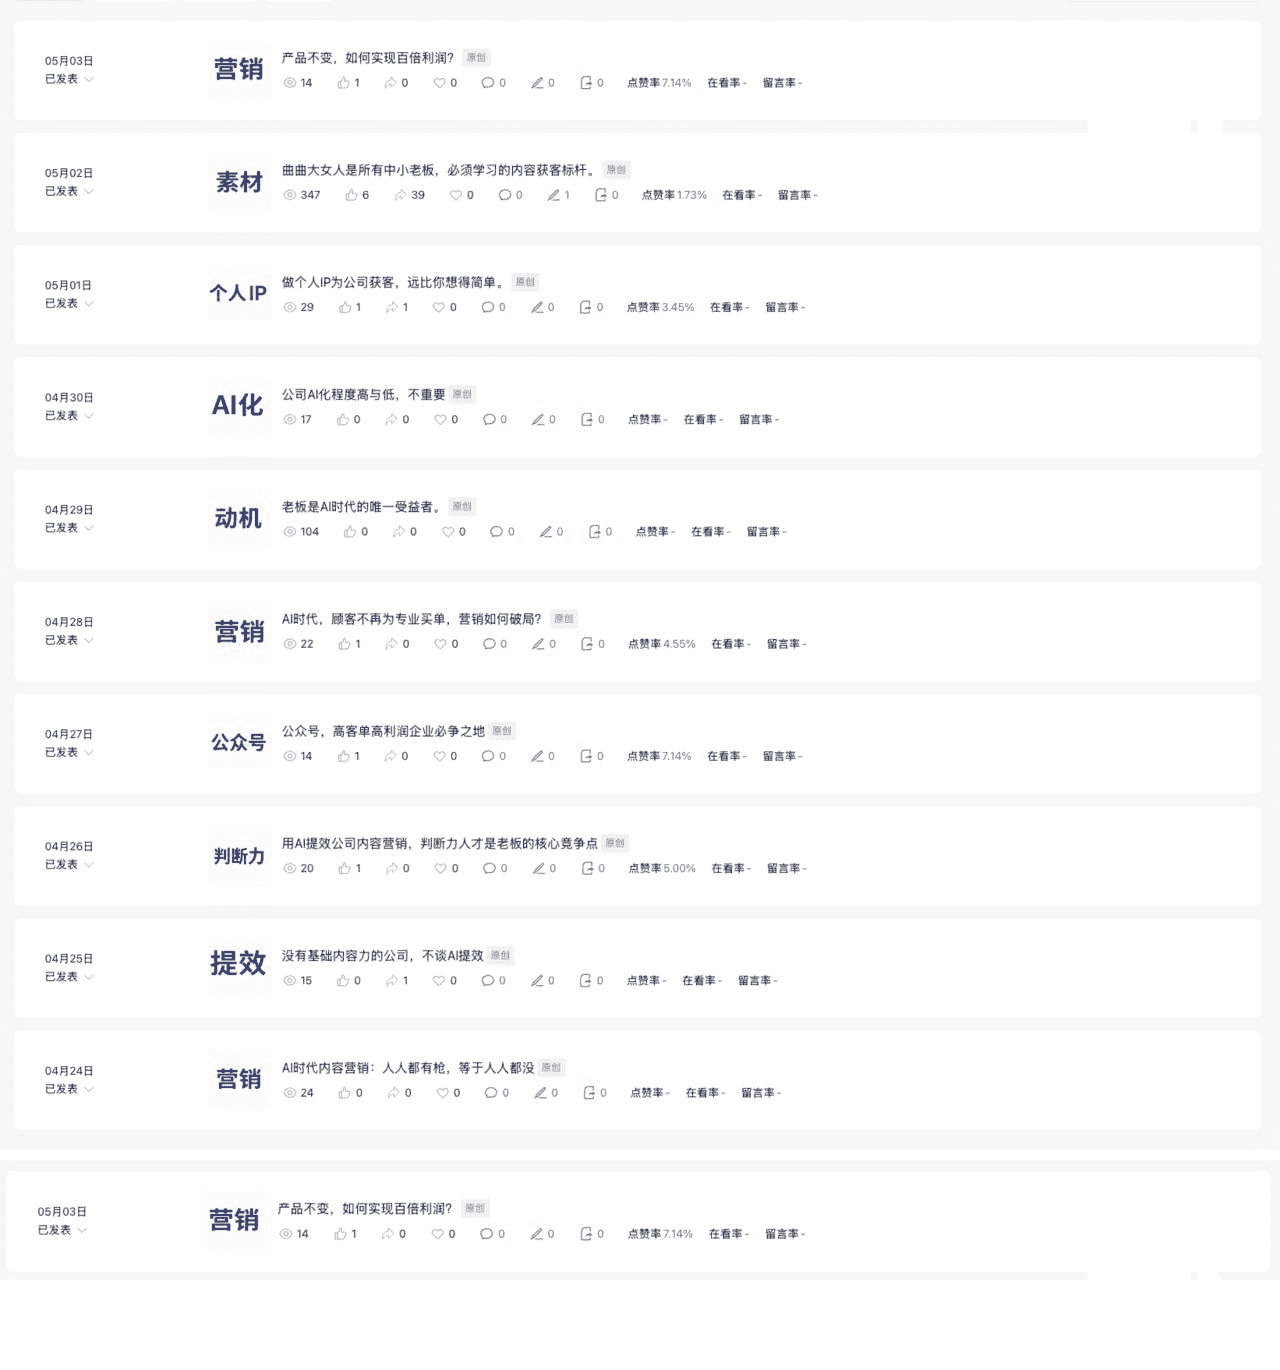 05月03日
已发表
营销
产品不变，如何实现百倍利润？ 原创
14 1 0 0 0 0 0 点赞率 7.14% 在看率 - 留言率 -
05月02日
已发表
素材
曲曲大女人是所有中小老板，必须学习的内容获客标杆。 原创
347 6 39 0 0 1 0 点赞率 1.73% 在看率 - 留言率 -
05月01日
已发表
个人IP
做个人IP为公司获客，远比你想得简单。 原创
29 1 1 0 0 0 0 点赞率 3.45% 在看率 - 留言率 -
04月30日
已发表
AI化
公司AI化程度高与低，不重要 原创
17 0 0 0 0 0 0 点赞率 - 在看率 - 留言率 -
04月29日
已发表
动机
老板是AI时代的唯一受益者。 原创
104 0 0 0 0 0 0 点赞率 - 在看率 - 留言率 -
04月28日
已发表
营销
AI时代，顾客不再为专业买单，营销如何破局？ 原创
22 1 0 0 0 0 0 点赞率 4.55% 在看率 - 留言率 -
04月27日
已发表
公众号
公众号，高客单高利润企业必争之地 原创
14 1 0 0 0 0 0 点赞率 7.14% 在看率 - 留言率 -
04月26日
已发表
判断力
用AI提效公司内容营销，判断力人才是老板的核心竞争点 原创
20 1 0 0 0 0 0 点赞率 5.00% 在看率 - 留言率 -
04月25日
已发表
提效
没有基础内容力的公司，不谈AI提效 原创
15 0 1 0 0 0 0 点赞率 - 在看率 - 留言率 -
04月24日
已发表
营销
AI时代内容营销：人人都有枪，等于人人都没 原创
24 0 0 0 0 0 0 点赞率 - 在看率 - 留言率 -
05月03日
已发表
营销
产品不变，如何实现百倍利润？ 原创
14 1 0 0 0 0 0 点赞率 7.14% 在看率 - 留言率 -